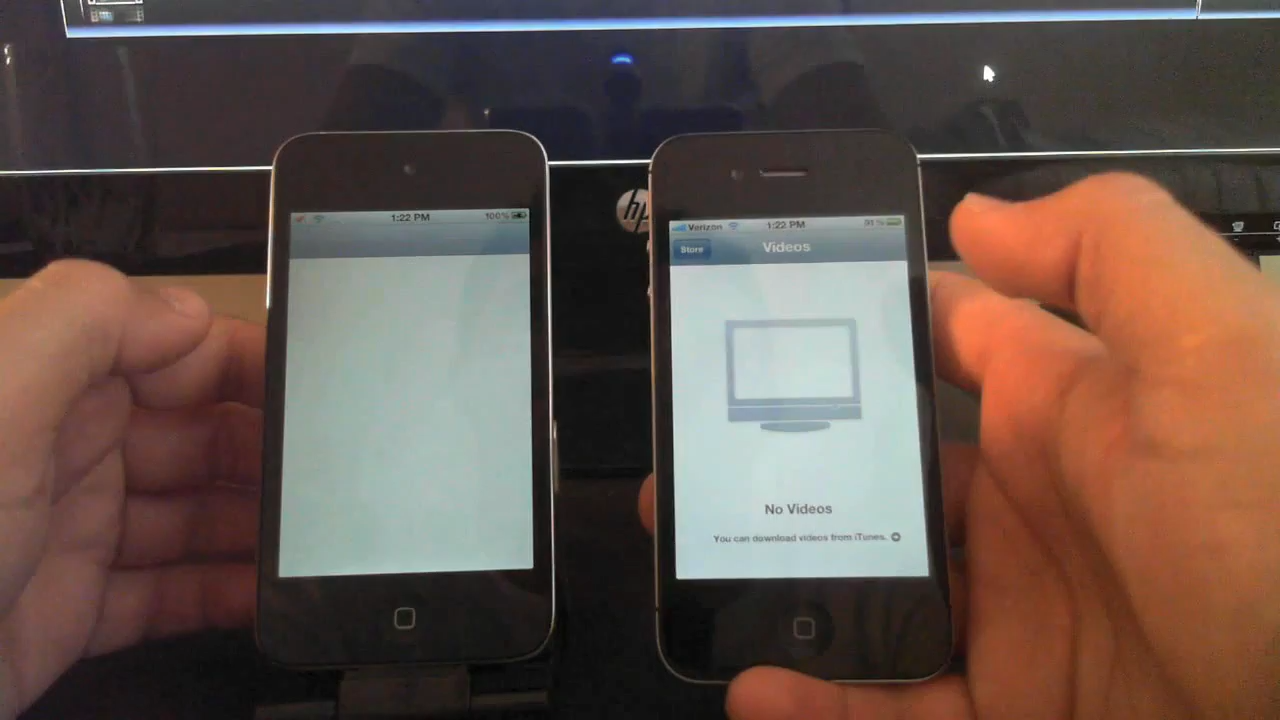 1:22 PM
100%
hp
Verizon
1:22 PM
91%
Store
Videos
No Videos
You can download videos from iTunes.